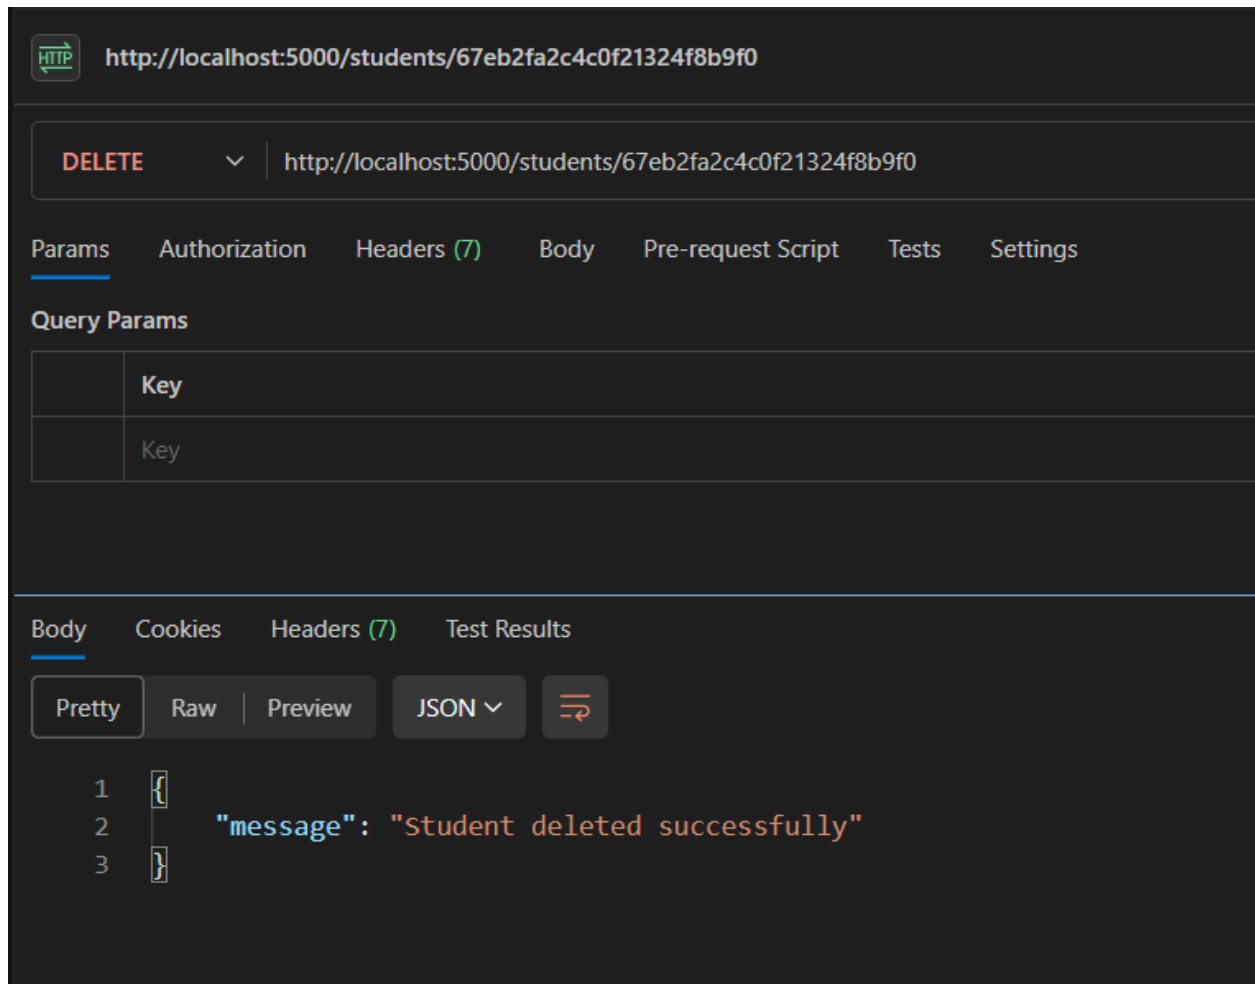 HTTP http://localhost:5000/students/67eb2fa2c4c0f21324f8b9f0
DELETE http://localhost:5000/students/67eb2fa2c4c0f21324f8b9f0
Params Authorization Headers (7) Body Pre-request Script Tests Settings
Query Params
Key
Key
Body Cookies Headers (7) Test Results
Pretty Raw Preview JSON
1 {
2 "message": "Student deleted successfully"
3 }